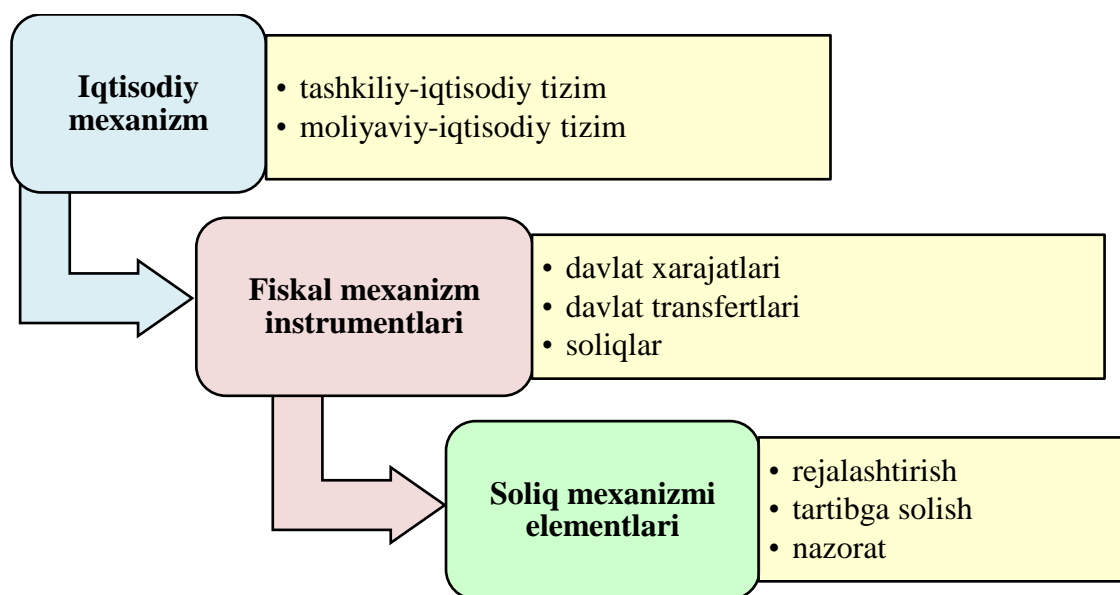 Iqtisodiy
mexanizm
• tashkiliy-iqtisodiy tizim
• moliyaviy-iqtisodiy tizim
Fiskal mexanizm
instrumentlari
• davlat xarajatlari
• davlat transfertlari
• soliqlar
Soliq mexanizmi
elementlari
• rejalashtirish
• tartibga solish
• nazorat